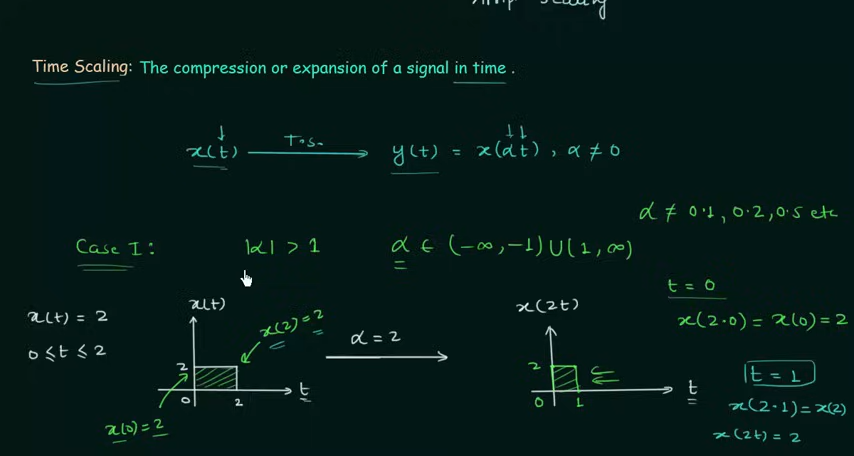 Scaling
Time Scaling: The compression or expansion of a signal in time .
x(t) T.S. y(t) = x(αt), α ≠ 0
α ≠ 0.1, 0.2, 0.5 etc
Case I: |α| > 1 α ∈ (-∞, -1) ∪ (1, ∞)
t = 0
x(2·0) = x(0) = 2
x(t) = 2
0 ≤ t ≤ 2
x(t)
x(2) = 2
2
0 2 t
x(0) = 2
α = 2
x(2t)
2
0 1 t
t = 1
x(2·1) = x(2)
x(2t) = 2